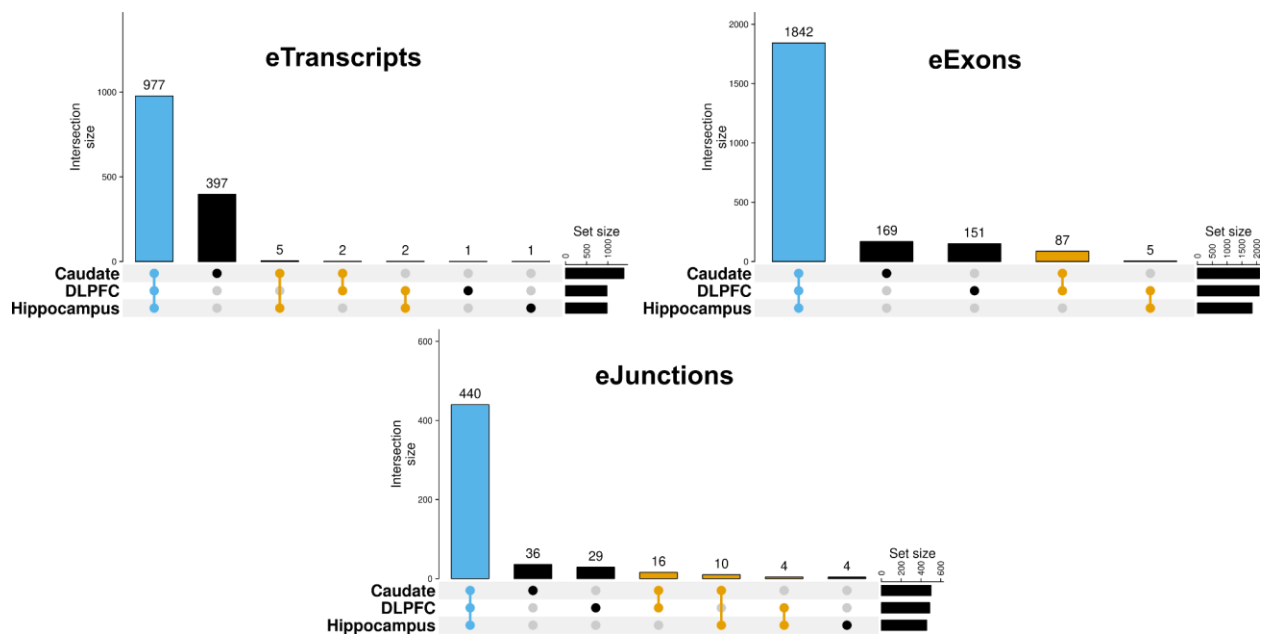 eTranscripts
Intersection
size
1000
500
0
977
397
5
2
2
1
1
Set size
0
500
1000
Caudate
DLPFC
Hippocampus
eExons
Intersection
size
2000
1500
1000
500
0
1842
169
151
87
5
Set size
0
500
1000
1500
2000
Caudate
DLPFC
Hippocampus
eJunctions
Intersection
size
600
400
200
0
440
36
29
16
10
4
4
Set size
0
200
400
600
Caudate
DLPFC
Hippocampus